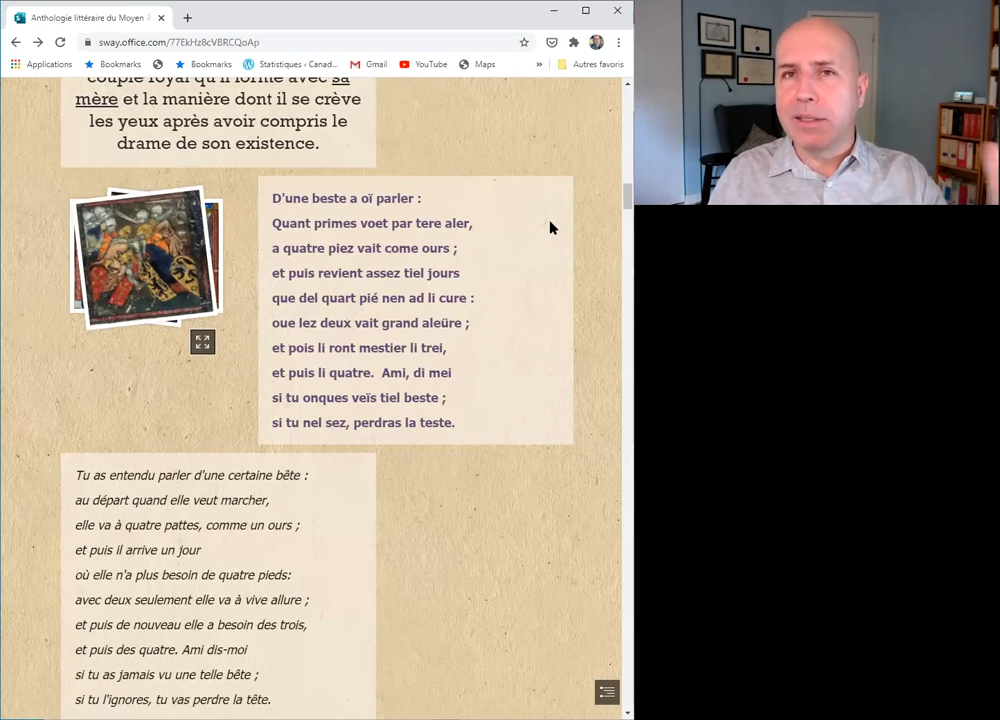 Anthologie littéraire du Moyen
sway.office.com/77EkHz8cVBRCQoAp
Applications Bookmarks Bookmarks Statistiques ‹ Canad... Gmail YouTube Maps » Autres favoris
couple royal qu'il forme avec sa
mère et la manière dont il se crève
les yeux après avoir compris le
drame de son existence.
D'une beste a oï parler :
Quant primes voet par tere aler,
a quatre piez vait come ours ;
et puis revient assez tiel jours
que del quart pié nen ad li cure :
oue lez deux vait grand aleüre ;
et pois li ront mestier li trei,
et puis li quatre.  Ami, di mei
si tu onques veïs tiel beste ;
si tu nel sez, perdras la teste.
Tu as entendu parler d'une certaine bête :
au départ quand elle veut marcher,
elle va à quatre pattes, comme un ours ;
et puis il arrive un jour
où elle n'a plus besoin de quatre pieds:
avec deux seulement elle va à vive allure ;
et puis de nouveau elle a besoin des trois,
et puis des quatre. Ami dis-moi
si tu as jamais vu une telle bête ;
si tu l'ignores, tu vas perdre la tête.